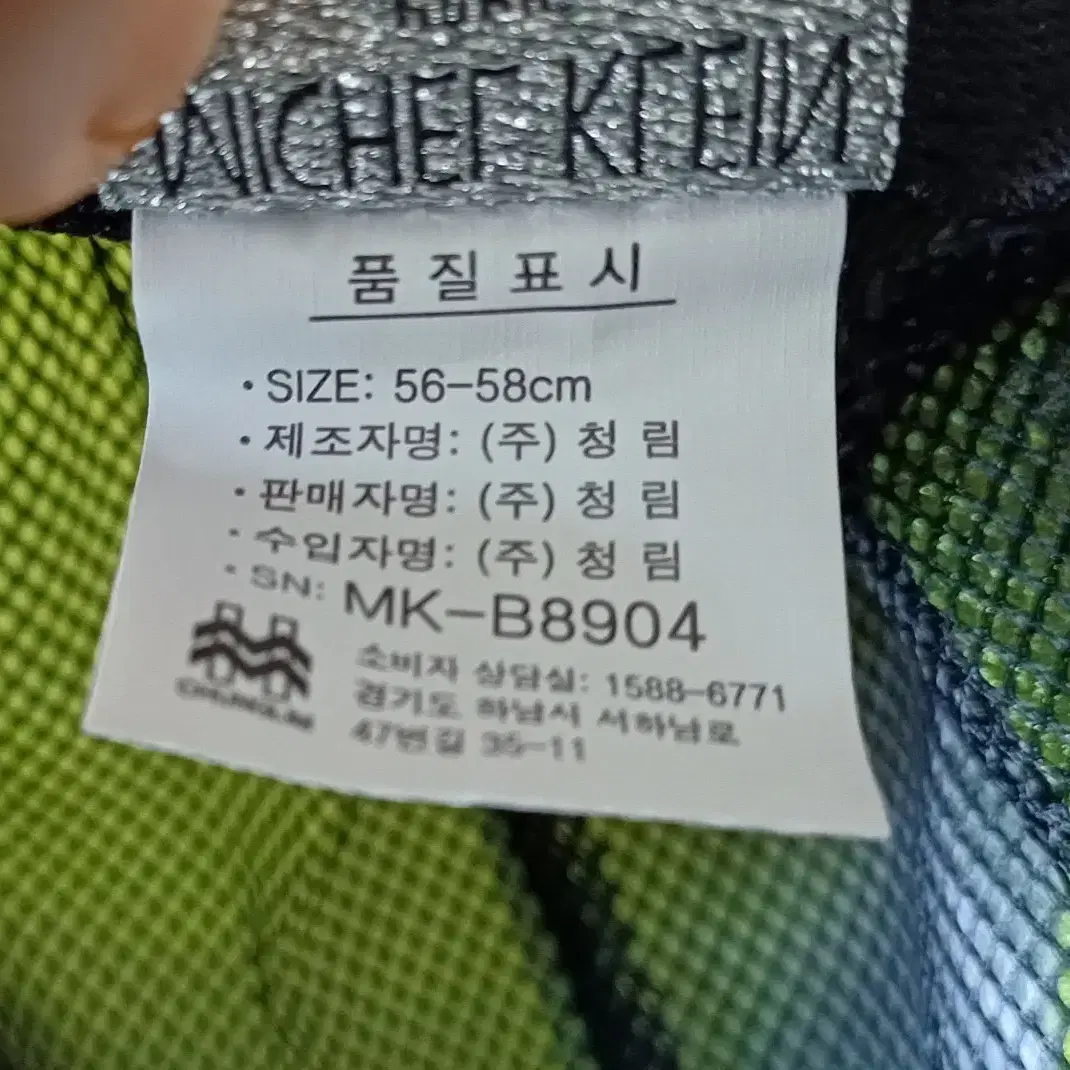 MICHEL KLEIN
품 질 표 시
• SIZE: 56-58cm
• 제조자명: (주) 청 림
• 판매자명: (주) 청 림
• 수입자명: (주) 청 림
• SN: MK-B8904
소비자 상담실: 1588-6771
경기도 하남시 서하남로
47번길 35-11